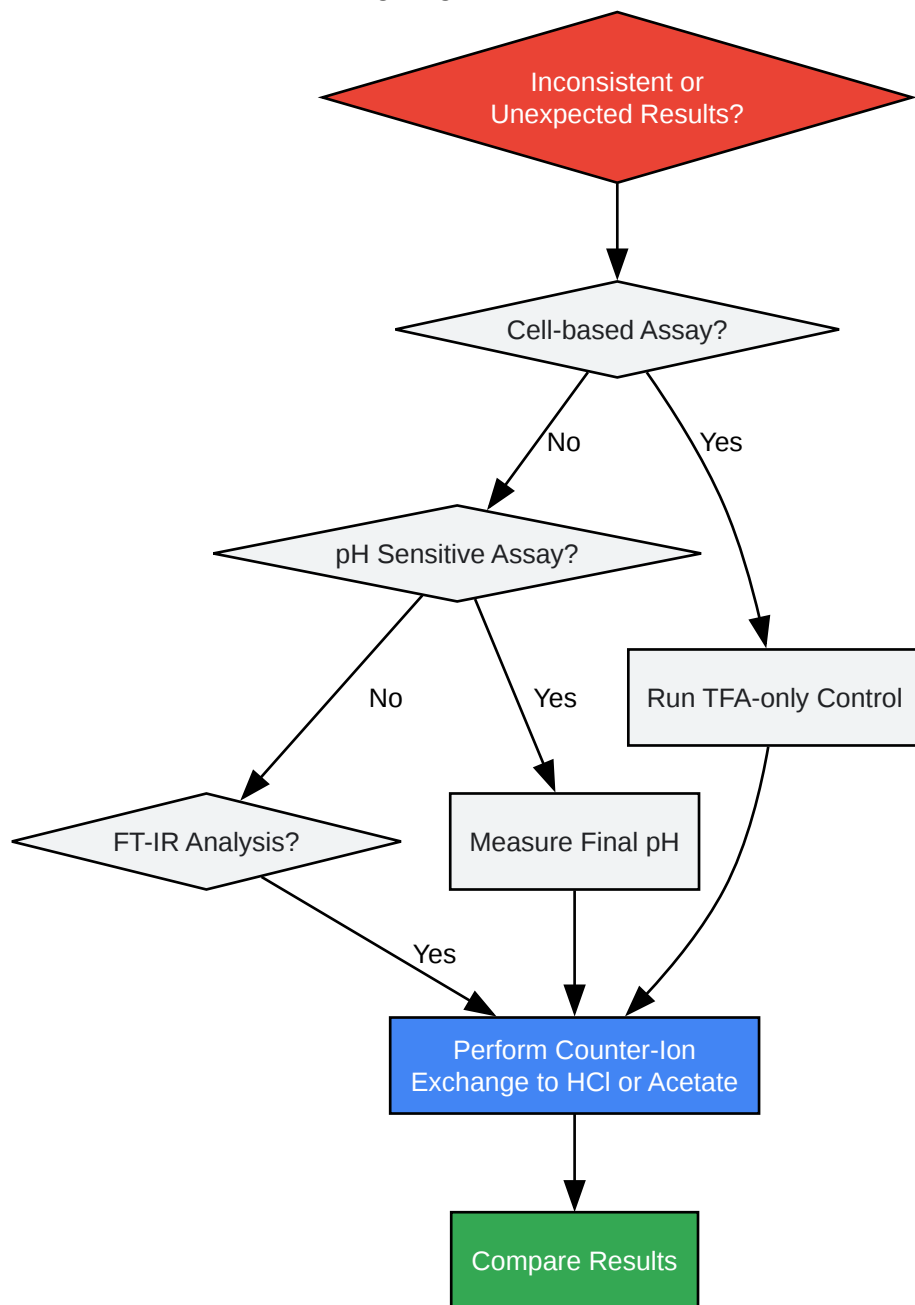 Inconsistent or
Unexpected Results?
Cell-based Assay?
No
Yes
pH Sensitive Assay?
No
Yes
Run TFA-only Control
FT-IR Analysis?
Measure Final pH
Yes
Perform Counter-Ion
Exchange to HCl or Acetate
Compare Results